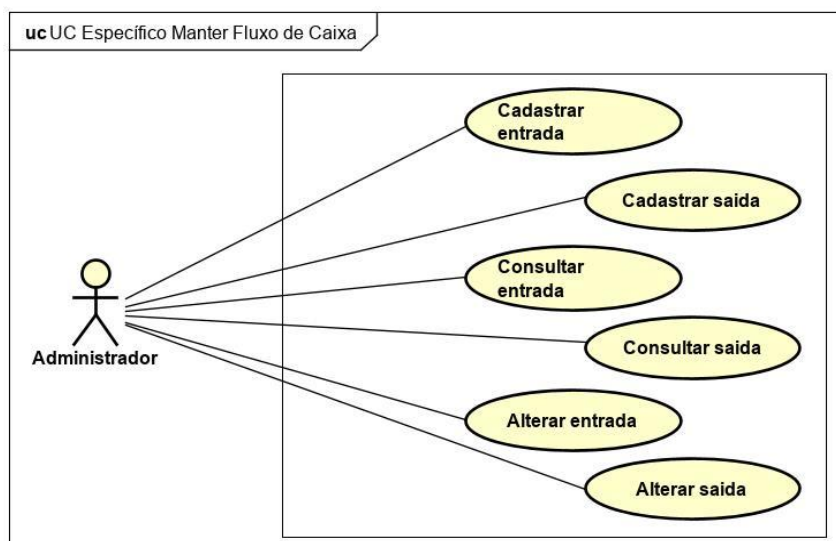 uc UC Específico Manter Fluxo de Caixa
Cadastrar
entrada
Cadastrar saida
Consultar
entrada
Consultar saida
Administrador
Alterar entrada
Alterar saida